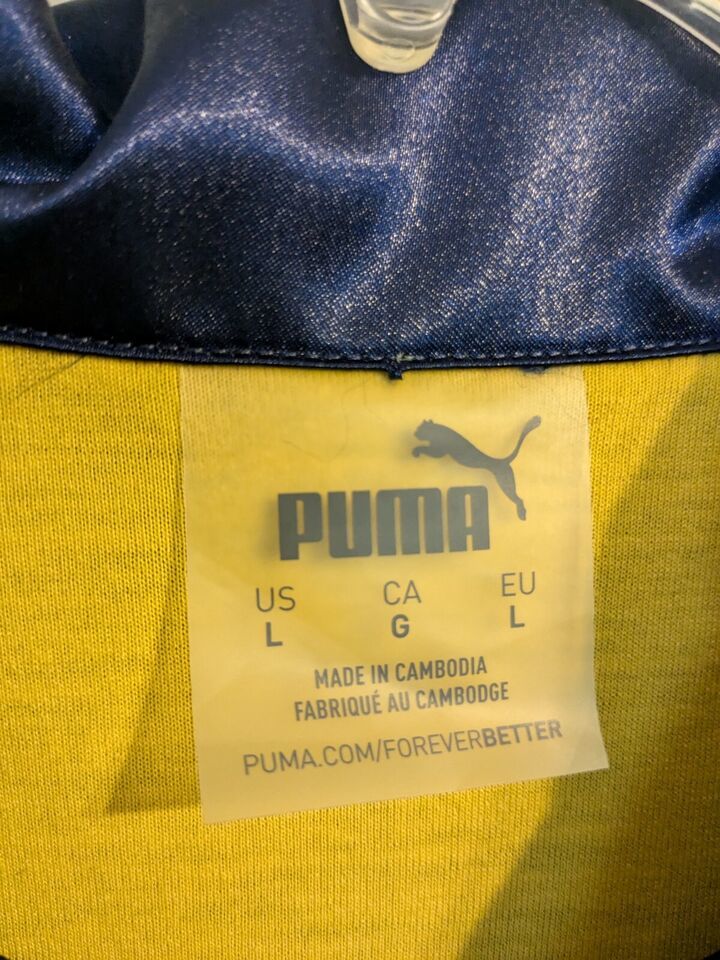 PUMA
US CA EU
L G L
MADE IN CAMBODIA
FABRIQUÉ AU CAMBODGE
PUMA.COM/FOREVERBETTER